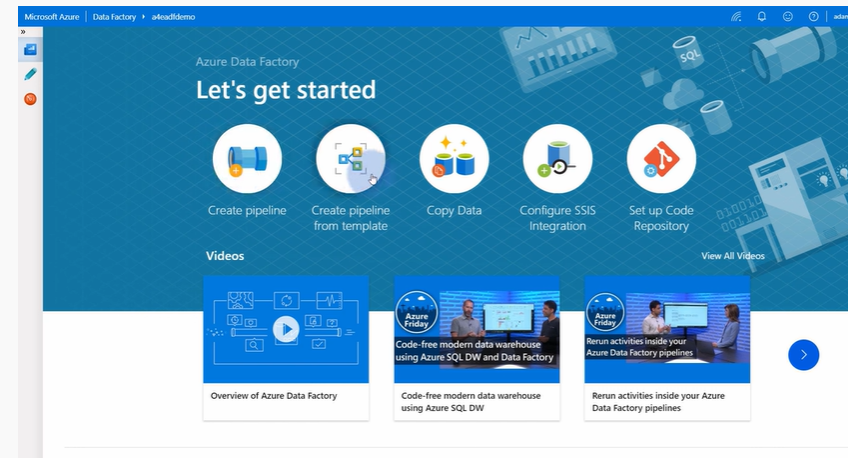 Microsoft Azure | Data Factory › a4eadfdemo
»
adam
Azure Data Factory
Let's get started
SQL
Create pipeline
Create pipeline
from template
Copy Data
Configure SSIS
Integration
Set up Code
Repository
Videos
View All Videos
Azure
Friday
Code-free modern data warehouse
using Azure SQL DW and Data Factory
Azure
Friday
Rerun activities inside your
Azure Data Factory pipelines
Overview of Azure Data Factory
Code-free modern data warehouse
using Azure SQL DW
Rerun activities inside your Azure
Data Factory pipelines